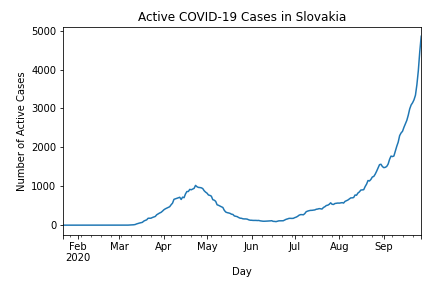 Active COVID-19 Cases in Slovakia
5000
4000
3000
2000
1000
0
Number of Active Cases
Feb Mar Apr May Jun Jul Aug Sep
2020
Day